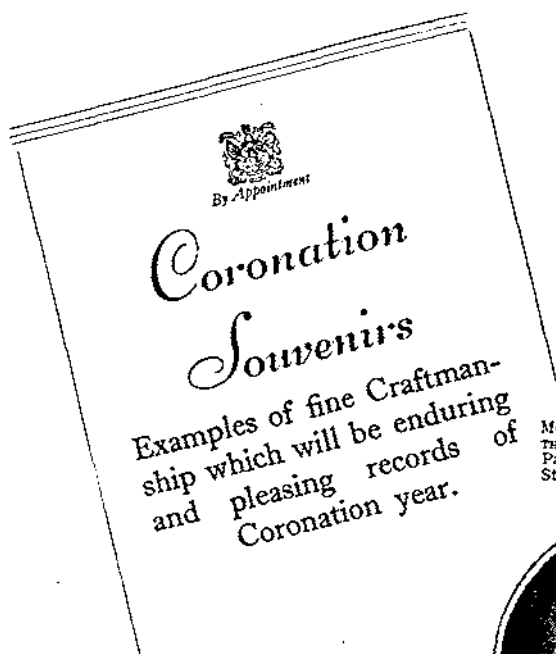 By Appointment
Coronation
Souvenirs
Examples of fine Craftman-
ship which will be enduring
and pleasing records of
Coronation year.